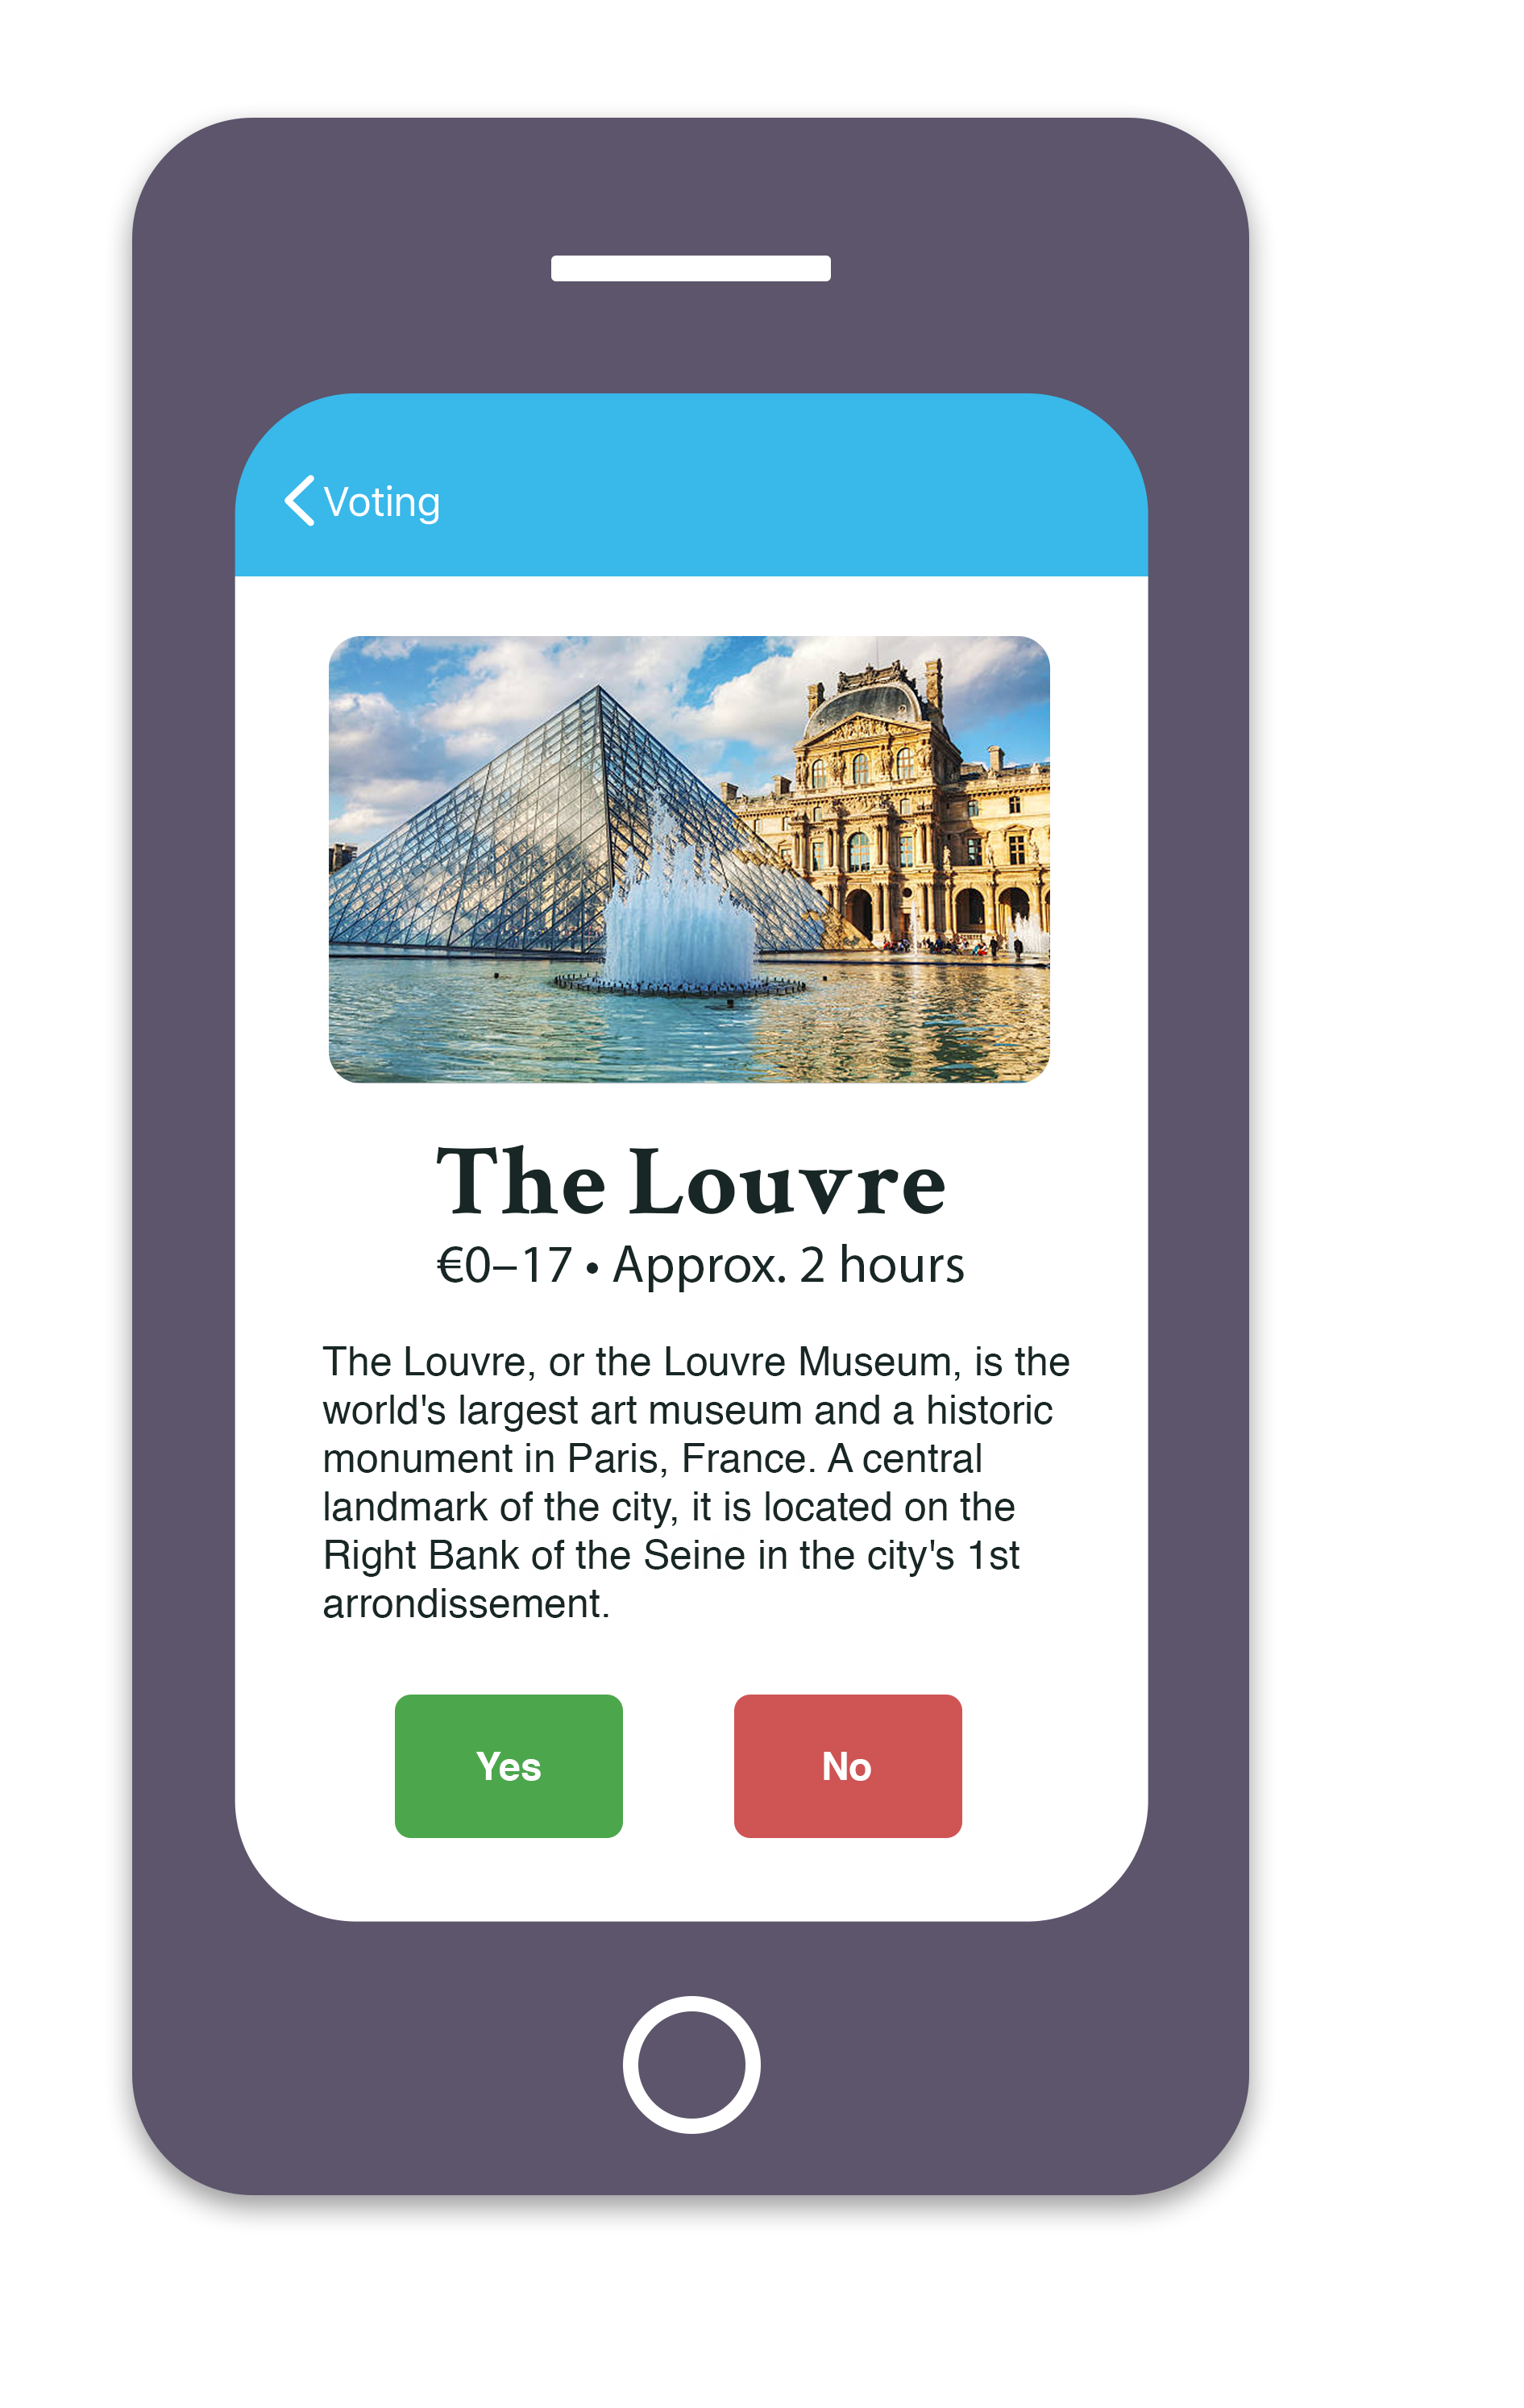 Voting
The Louvre
€0–17 • Approx. 2 hours
The Louvre, or the Louvre Museum, is the
world's largest art museum and a historic
monument in Paris, France. A central
landmark of the city, it is located on the
Right Bank of the Seine in the city's 1st
arrondissement.
Yes
No